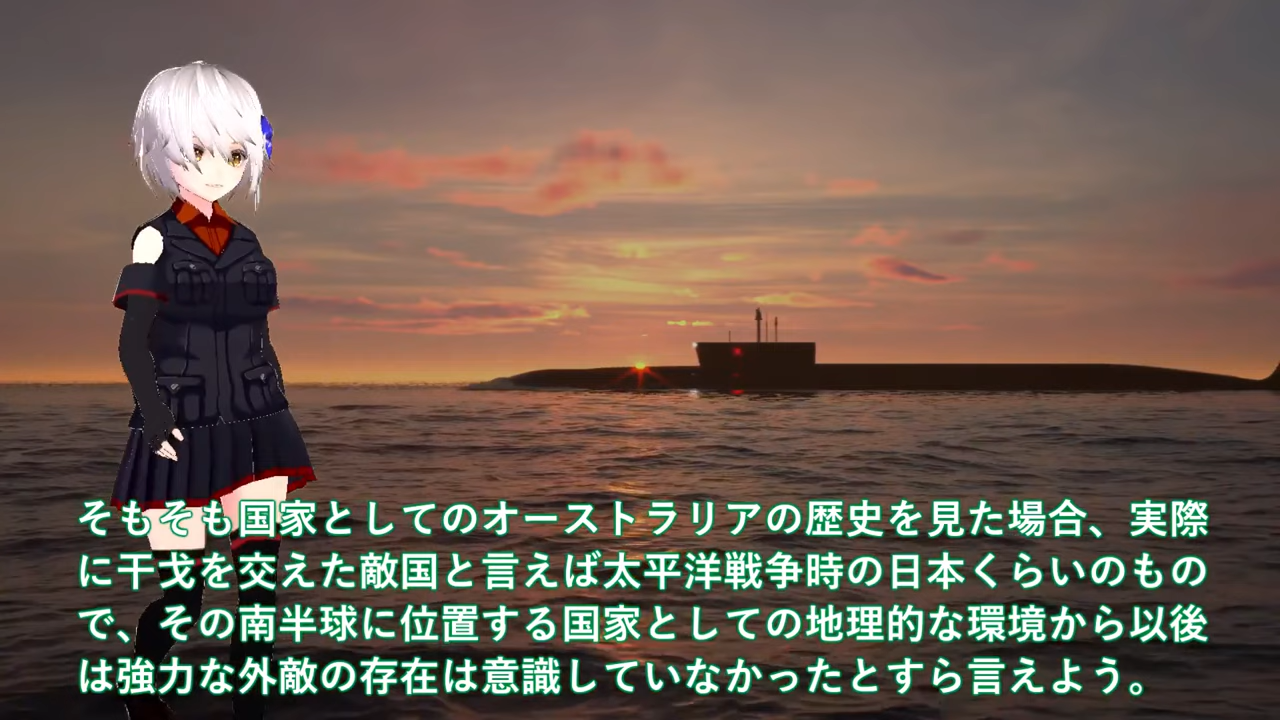 そもそも国家としてのオーストラリアの歴史を見た場合、実際
に干戈を交えた敵国と言えば太平洋戦争時の日本くらいのもの
で、その南半球に位置する国家としての地理的な環境から以後
は強力な外敵の存在は意識していなかったとすら言えよう。